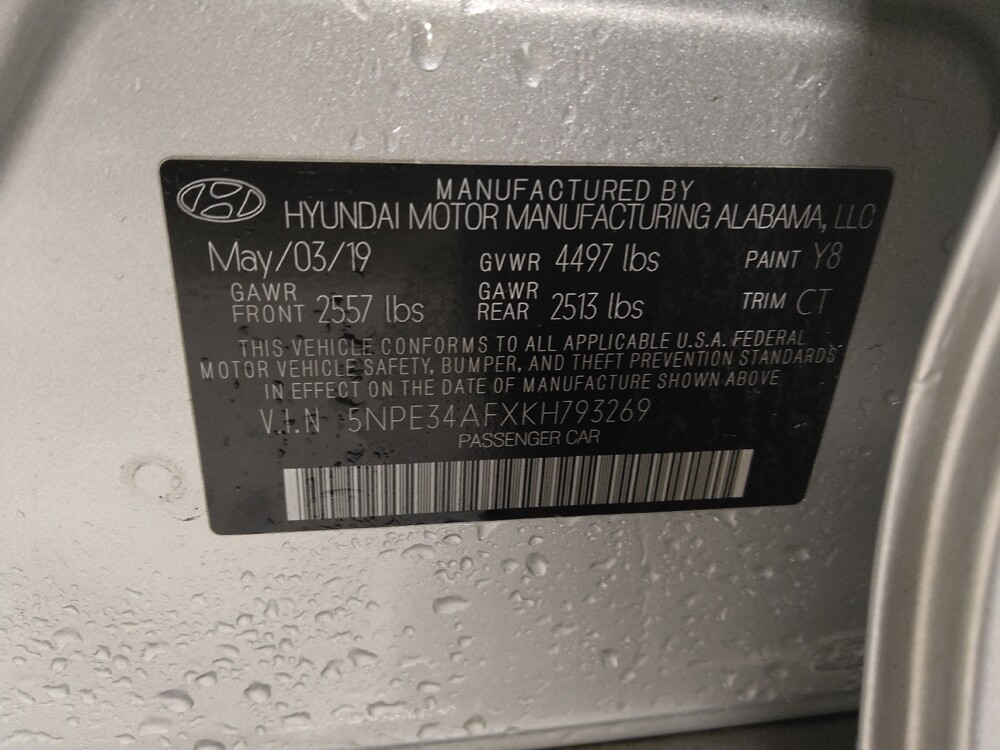 MANUFACTURED BY
HYUNDAI MOTOR MANUFACTURING ALABAMA, LLC
May/03/19 GVWR 4497 lbs PAINT Y8
GAWR FRONT 2557 lbs GAWR REAR 2513 lbs TRIM CT
THIS VEHICLE CONFORMS TO ALL APPLICABLE U.S.A. FEDERAL
MOTOR VEHICLE SAFETY, BUMPER, AND THEFT PREVENTION STANDARDS
IN EFFECT ON THE DATE OF MANUFACTURE SHOWN ABOVE
V.I.N 5NPE34AFXKH793269
PASSENGER CAR